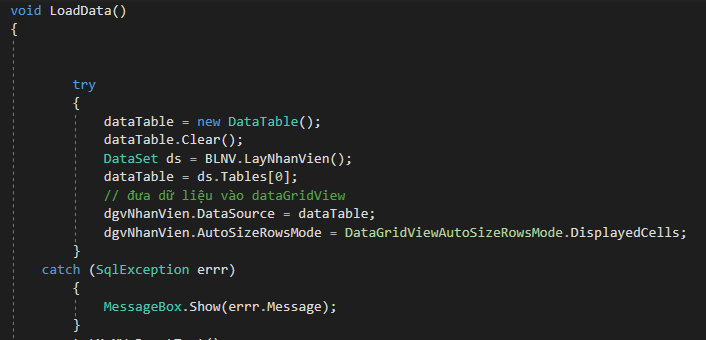 void LoadData()
{
try
{
dataTable = new DataTable();
dataTable.Clear();
DataSet ds = BLNV.LayNhanVien();
dataTable = ds.Tables[0];
// đưa dữ liệu vào dataGridView
dgvNhanVien.DataSource = dataTable;
dgvNhanVien.AutoSizeRowsMode = DataGridViewAutoSizeRowsMode.DisplayedCells;
}
catch (SqlException errr)
{
MessageBox.Show(errr.Message);
}